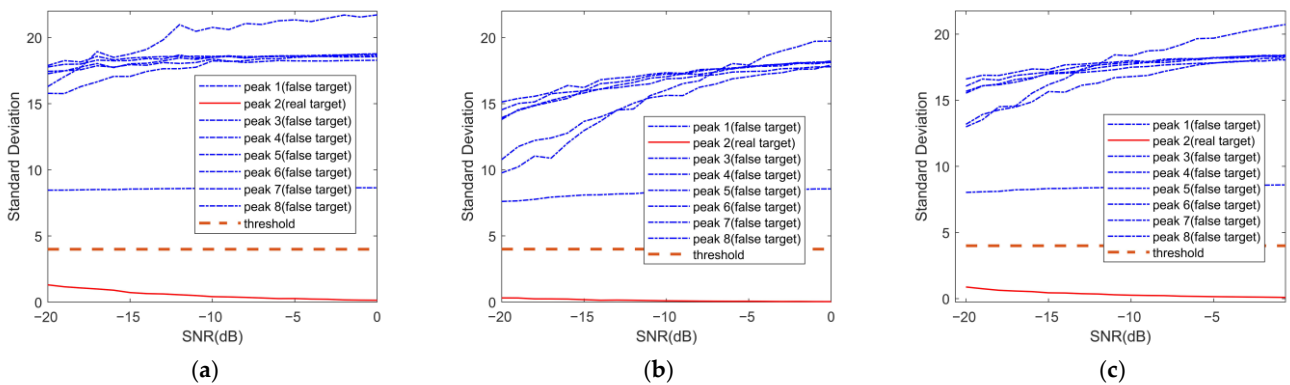 20
15
10
5
0
Standard Deviation
peak 1(false target)
peak 2(real target)
peak 3(false target)
peak 4(false target)
peak 5(false target)
peak 6(false target)
peak 7(false target)
peak 8(false target)
threshold
−20
−15
−10
−5
0
SNR(dB)
(a)
20
15
10
5
0
Standard Deviation
peak 1(false target)
peak 2(real target)
peak 3(false target)
peak 4(false target)
peak 5(false target)
peak 6(false target)
peak 7(false target)
peak 8(false target)
threshold
−20
−15
−10
−5
0
SNR(dB)
(b)
20
15
10
5
0
Standard Deviation
peak 1(false target)
peak 2(real target)
peak 3(false target)
peak 4(false target)
peak 5(false target)
peak 6(false target)
peak 7(false target)
peak 8(false target)
threshold
−20
−15
−10
−5
SNR(dB)
(c)